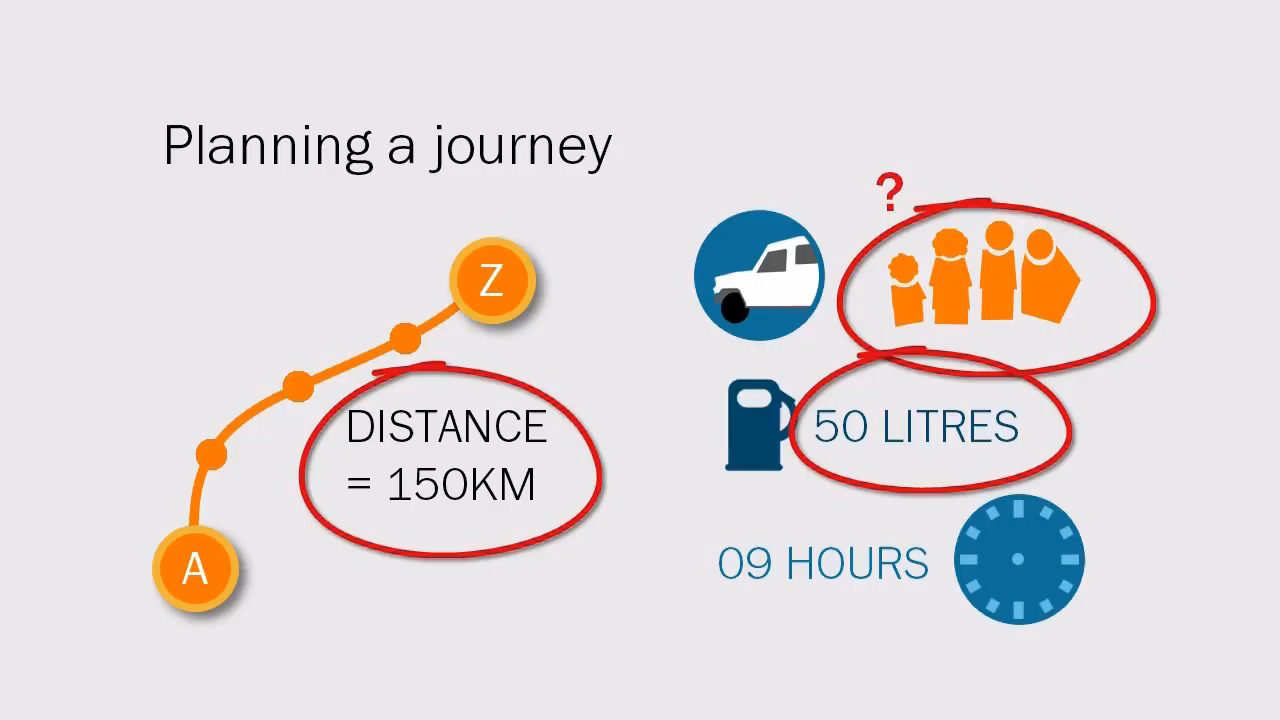 Planning a journey
?
Z
DISTANCE
= 150KM
50 LITRES
A
09 HOURS